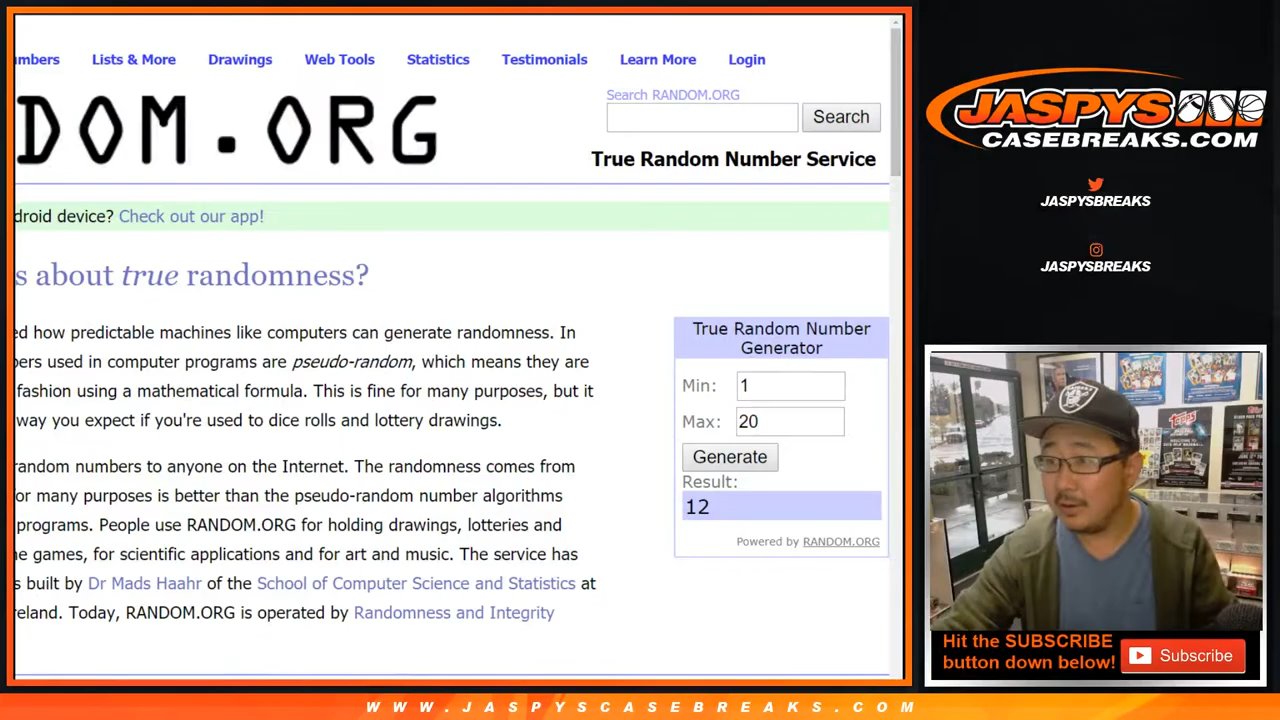 umbers Lists & More Drawings Web Tools Statistics Testimonials Learn More Login
Search RANDOM.ORG
DOM.ORG
Search
True Random Number Service
droid device? Check out our app!
s about true randomness?
ed how predictable machines like computers can generate randomness. In
bers used in computer programs are pseudo-random, which means they are
fashion using a mathematical formula. This is fine for many purposes, but it
way you expect if you're used to dice rolls and lottery drawings.
random numbers to anyone on the Internet. The randomness comes from
or many purposes is better than the pseudo-random number algorithms
programs. People use RANDOM.ORG for holding drawings, lotteries and
e games, for scientific applications and for art and music. The service has
s built by Dr Mads Haahr of the School of Computer Science and Statistics at
reland. Today, RANDOM.ORG is operated by Randomness and Integrity
True Random Number
Generator
Min: 1
Max: 20
Generate
Result:
12
Powered by RANDOM.ORG
JASPYS
CASEBREAKS.COM
JASPYSBREAKS
JASPYSBREAKS
TOPPS
Hit the SUBSCRIBE
button down below!
Subscribe
WWW.JASPYSCASEBREAKS.COM